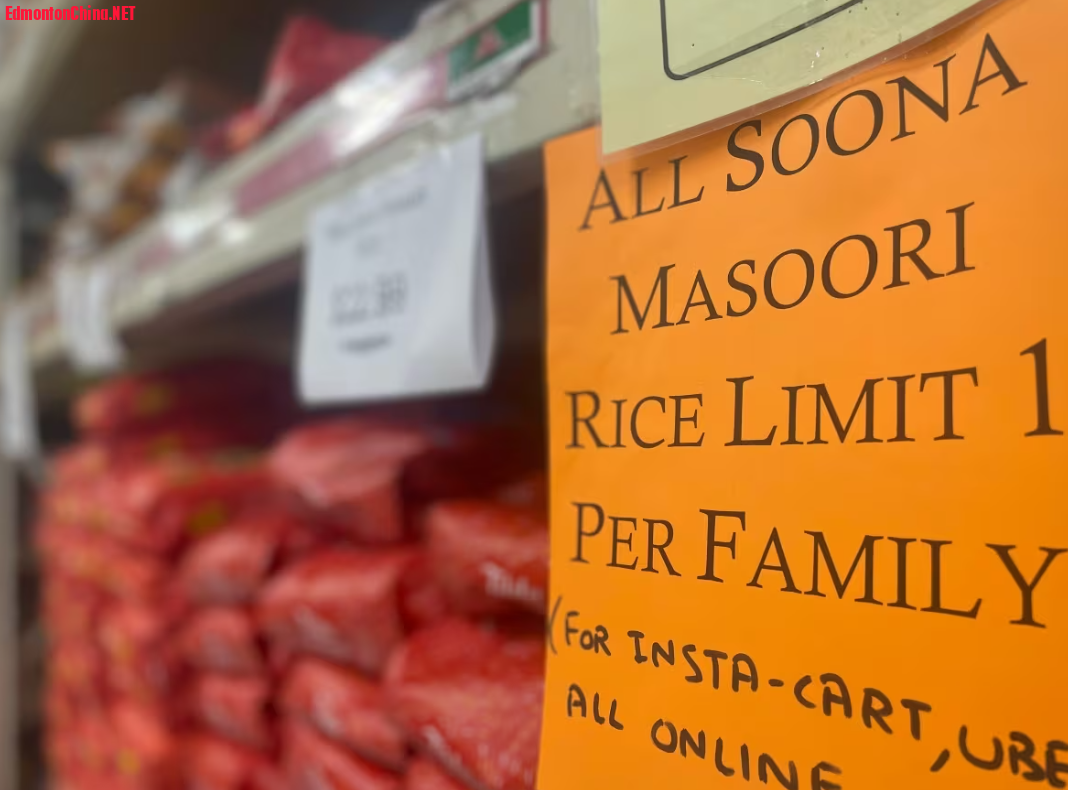 EdmontonChina.NET
ALL SOONA
MASOORI
RICE LIMIT 1
PER FAMILY
(FOR INSTA-CART, UBE
ALL ONLINE